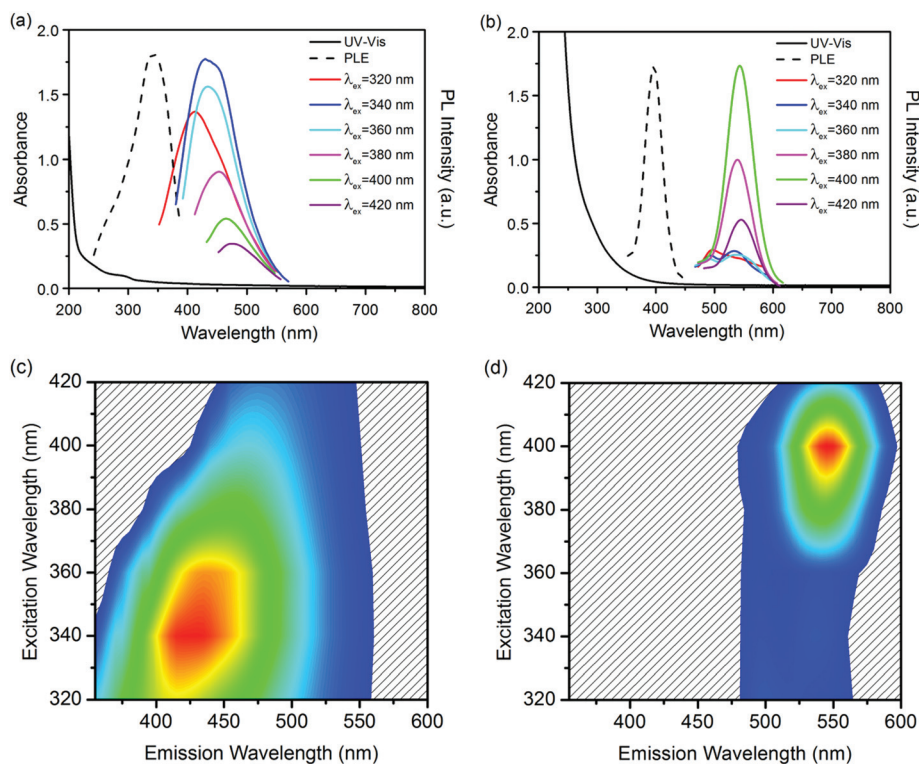 (a)
2.0
1.5
1.0
0.5
0.0
Absorbance
UV-Vis
PLE
λex=320 nm
λex=340 nm
λex=360 nm
λex=380 nm
λex=400 nm
λex=420 nm
PL Intensity (a.u.)
200 300 400 500 600 700 800
Wavelength (nm)
(b)
2.0
1.5
1.0
0.5
0.0
Absorbance
UV-Vis
PLE
λex=320 nm
λex=340 nm
λex=360 nm
λex=380 nm
λex=400 nm
λex=420 nm
PL Intensity (a.u.)
200 300 400 500 600 700 800
Wavelength (nm)
(c)
420
400
380
360
340
320
Excitation Wavelength (nm)
400 450 500 550 600
Emission Wavelength (nm)
(d)
420
400
380
360
340
320
Excitation Wavelength (nm)
400 450 500 550 600
Emission Wavelength (nm)